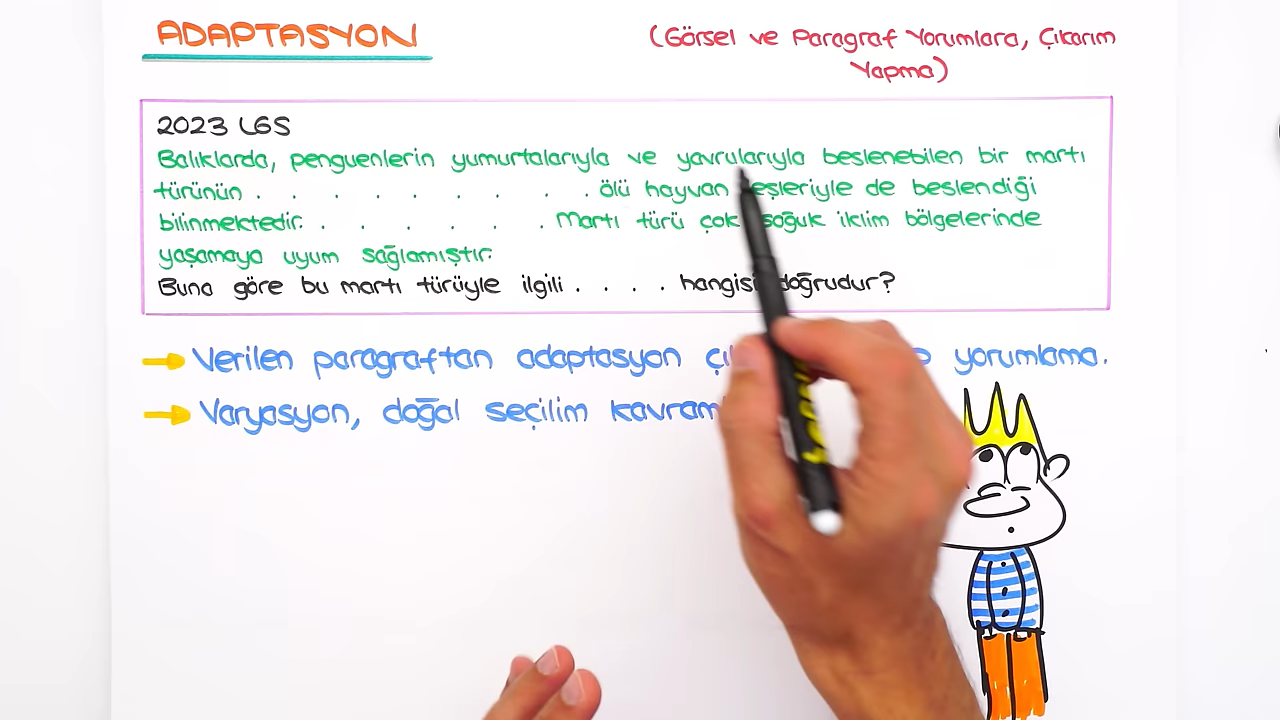 ADAPTASYON
(Görsel ve Paragraf Yorumlara, Çıkarım
Yapma)
2023 LGS
Balıklarda, penguenlerin yumurtalarıyla ve yavrularıyla beslenebilen bir martı
türünün . . . . . . . . . ölü hayvan leşleriyle de beslendiği
bilinmektedir. . . . . . . Martı türü çok soğuk iklim bölgelerinde
yaşamaya uyum sağlamıştır.
Buna göre bu martı türüyle ilgili . . . . hangisi doğrudur?
→ Verilen paragraftan adaptasyon yorumlama.
→ Varyasyon, doğal seçilim